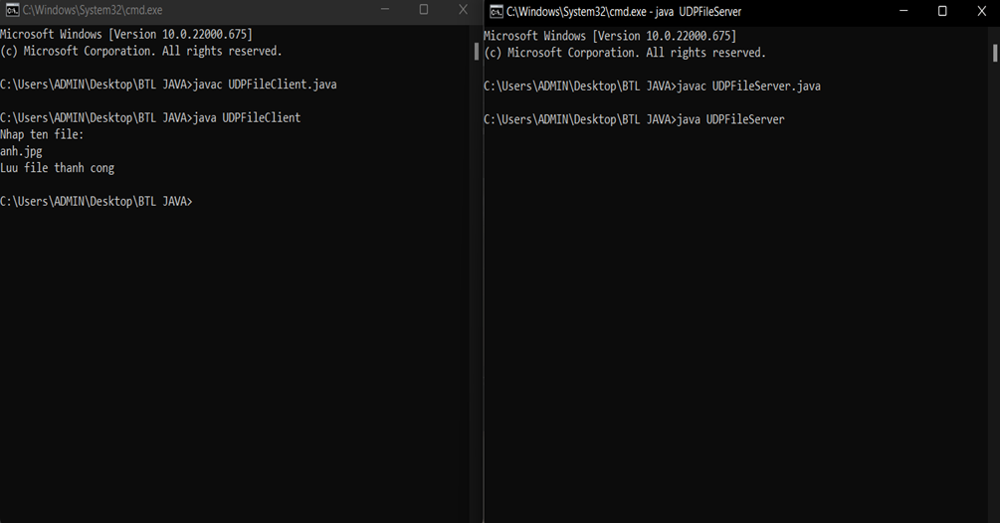 C:\Windows\System32\cmd.exe
Microsoft Windows [Version 10.0.22000.675]
(c) Microsoft Corporation. All rights reserved.
C:\Users\ADMIN\Desktop\BTL JAVA>javac UDPFileClient.java
C:\Users\ADMIN\Desktop\BTL JAVA>java UDPFileClient
Nhap ten file:
anh.jpg
Luu file thanh cong
C:\Users\ADMIN\Desktop\BTL JAVA>
C:\Windows\System32\cmd.exe - java  UDPFileServer
Microsoft Windows [Version 10.0.22000.675]
(c) Microsoft Corporation. All rights reserved.
C:\Users\ADMIN\Desktop\BTL JAVA>javac UDPFileServer.java
C:\Users\ADMIN\Desktop\BTL JAVA>java UDPFileServer